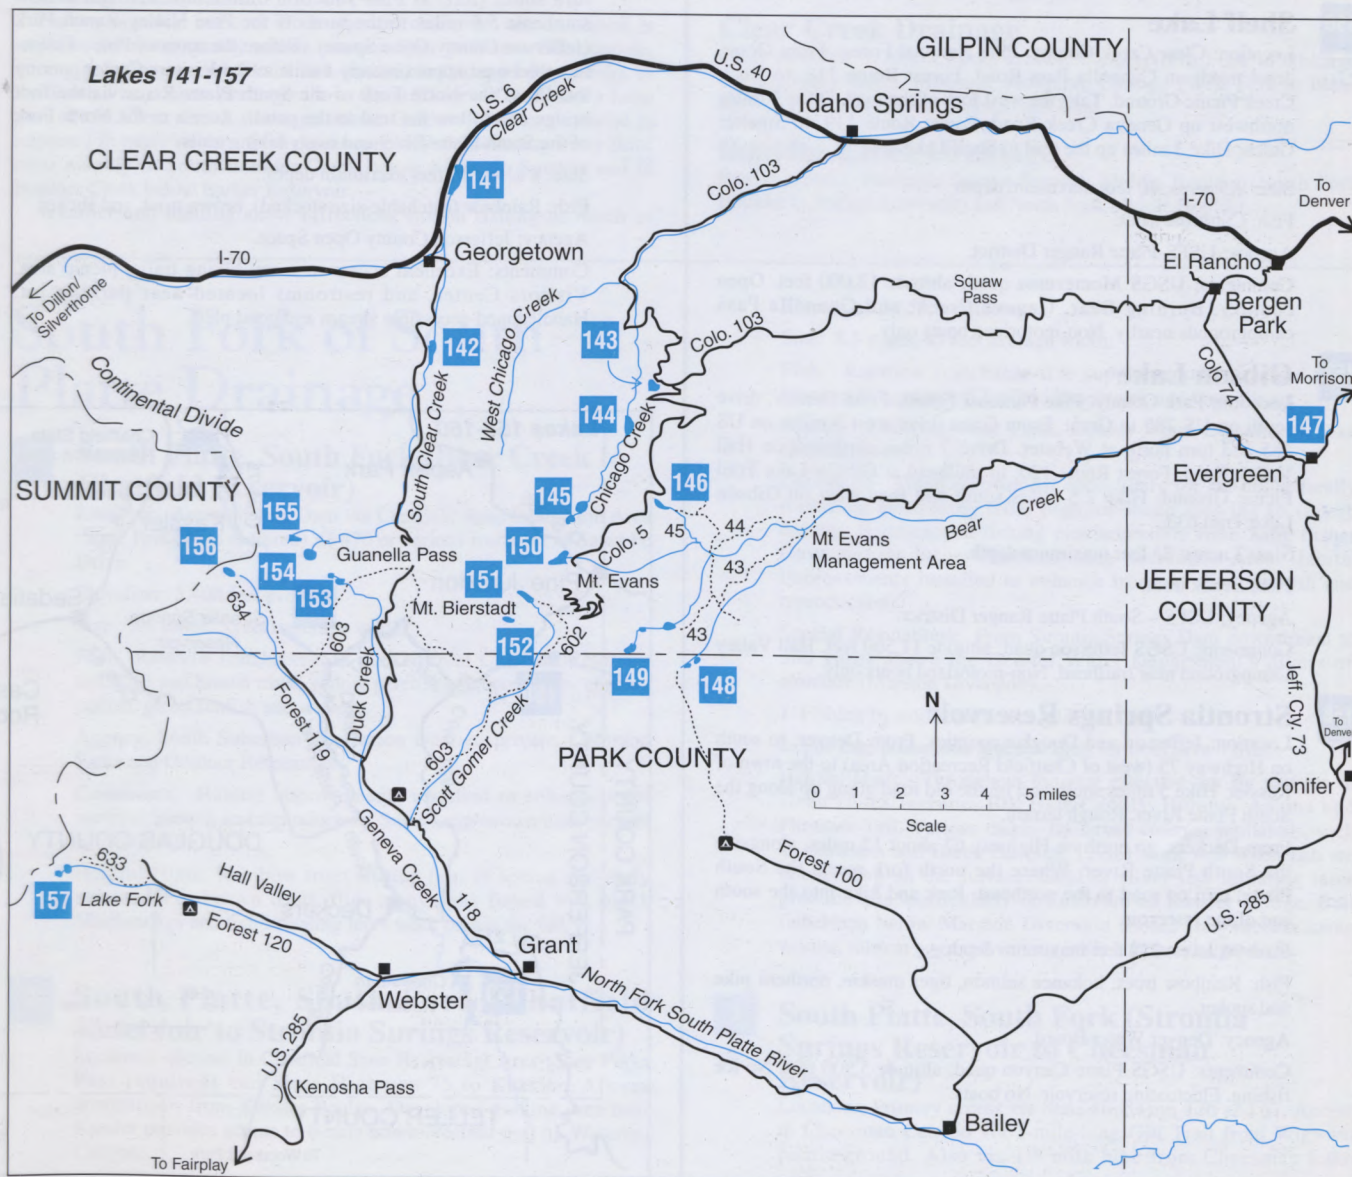 Lakes 141-157
GILPIN COUNTY
U.S. 40
Idaho Springs
U.S. 6
Clear Creek
CLEAR CREEK COUNTY
141
Colo. 103
To
Denver
I-70
Georgetown
I-70
El Rancho
To Dillon/
Silverthorne
Squaw
Pass
Bergen
Park
West Chicago Creek
143
Colo. 103
142
Colo. 74
To
Morrison
Continental Divide
South Clear Creek
144
Chicago Creek
147
Evergreen
SUMMIT COUNTY
155
145
146
44
Bear Creek
156
Guanella Pass
150
Colo. 5
45
Mt Evans
Management Area
154
151
Mt. Evans
43
JEFFERSON
COUNTY
634
153
603
Mt. Bierstadt
152
602
43
149
148
Duck Creek
Forest 119
603
Scott Gomer Creek
PARK COUNTY
N
Jeff. City 73
To
Denver
0 1 2 3 4 5 miles
Scale
Conifer
Geneva Creek
633
157
Lake Fork
Hall Valley
Forest 120
118
Forest 100
U.S. 285
Grant
Webster
North Fork South Platte River
U.S. 285
Kenosha Pass
Bailey
To Fairplay